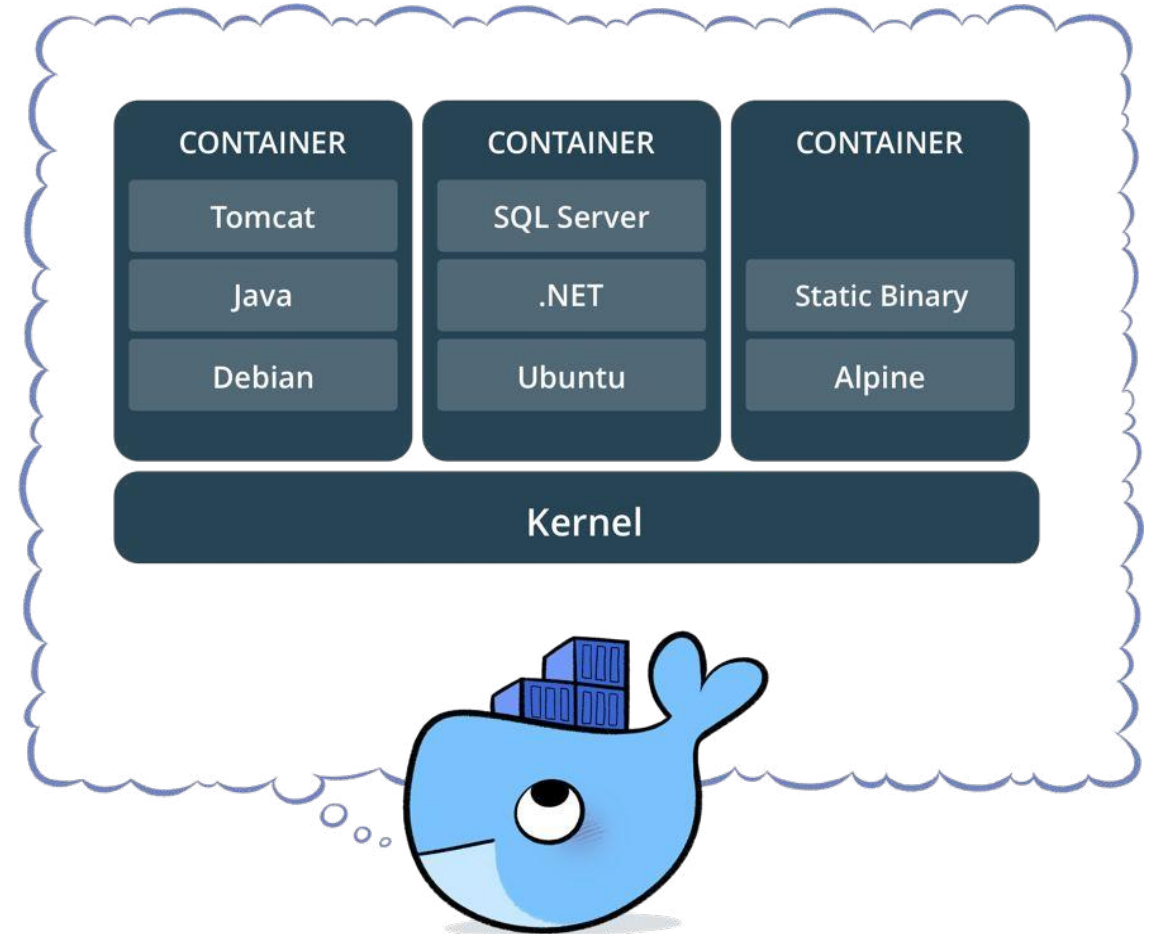 CONTAINER
Tomcat
Java
Debian
CONTAINER
SQL Server
.NET
Ubuntu
CONTAINER
Static Binary
Alpine
Kernel